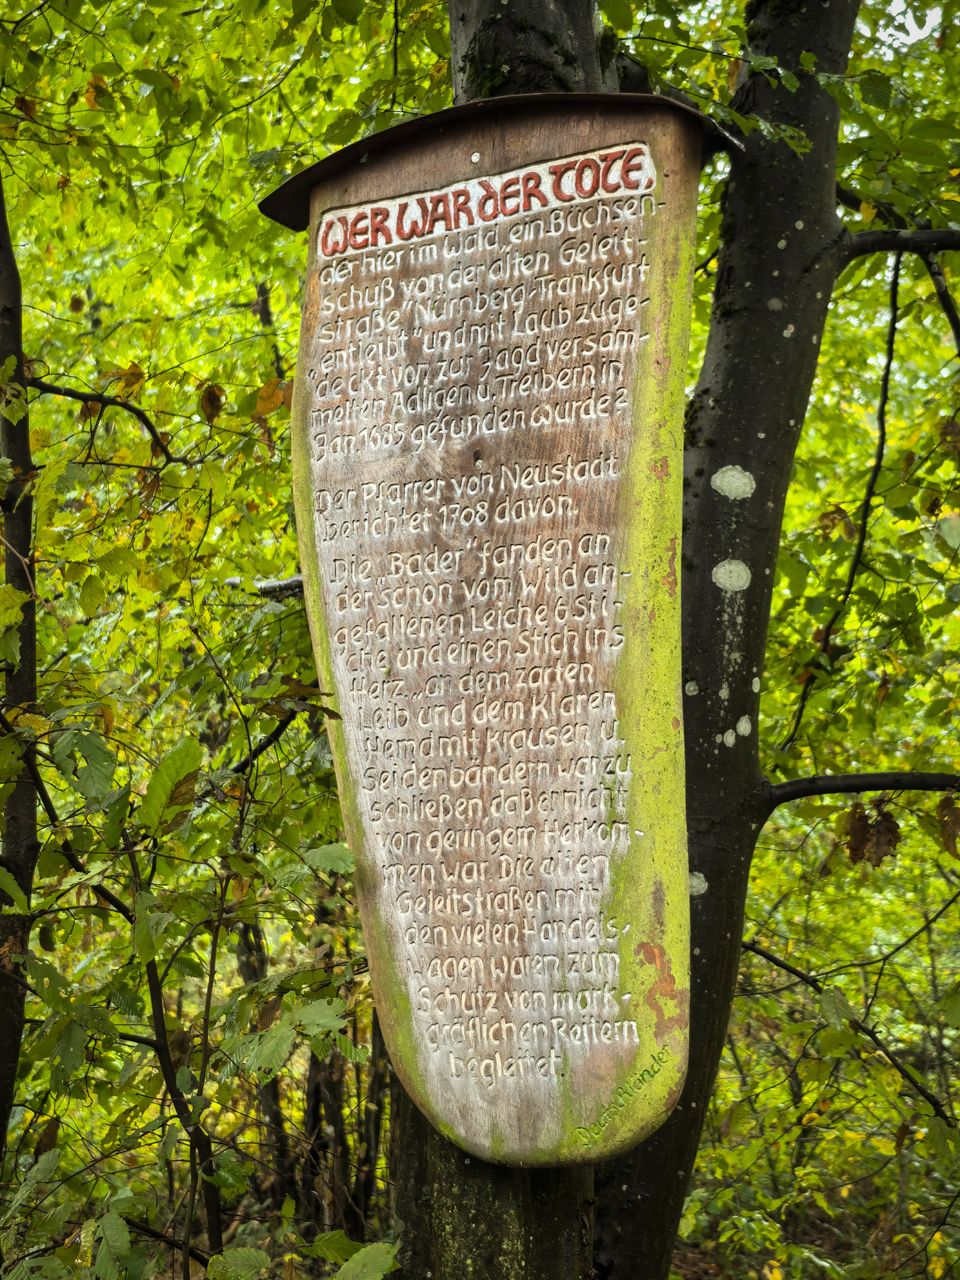 WER WAR DER TOTE,
der hier im Wald „ein Büchsen-
schuß von der alten Geleit-
straße "Nürnberg-Frankfurt
"entleibt" und mit Laub zuge-
deckt von zur Jagd versam-
melten Adligen u. Treibern in
Jan. 1685 gefunden wurde ?
Der Pfarrer von Neustadt
berichtet 1708 davon.
Die „Bader" fanden an
der schon vom Wild an-
gefallenen Leiche 6 Sti-
che und einen Stich ins
Herz. „an dem zarten
Leib und dem Klaren
Hemd mit krausen u.
Seidenbändern war zu
schließen, daß er nicht
von geringem Herkom-
men war. Die alten
Geleitstraßen mit
den vielen Handels-
wagen waren zum
Schutz von mark-
gräflichen Reitern
begleitet.